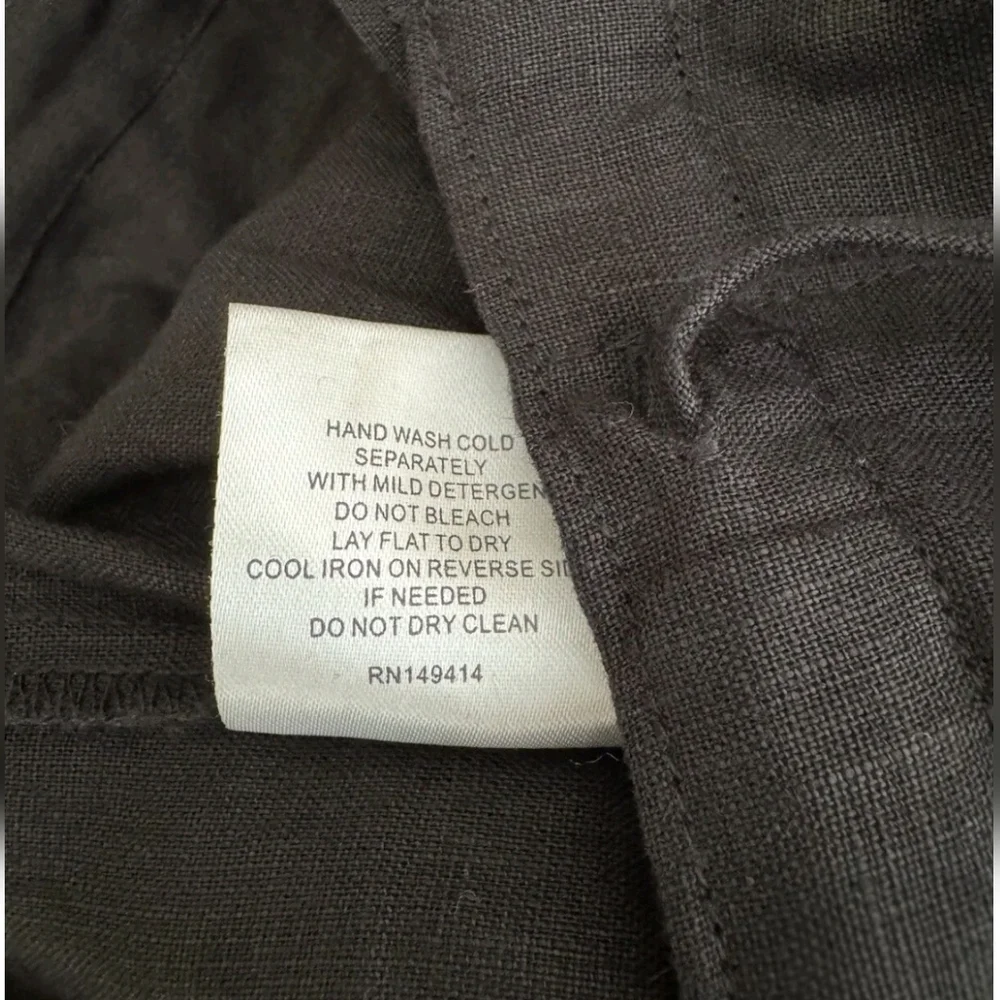 HAND WASH COLD
SEPARATELY
WITH MILD DETERGEN
DO NOT BLEACH
LAY FLAT TO DRY
COOL IRON ON REVERSE SID
IF NEEDED
DO NOT DRY CLEAN
RN149414